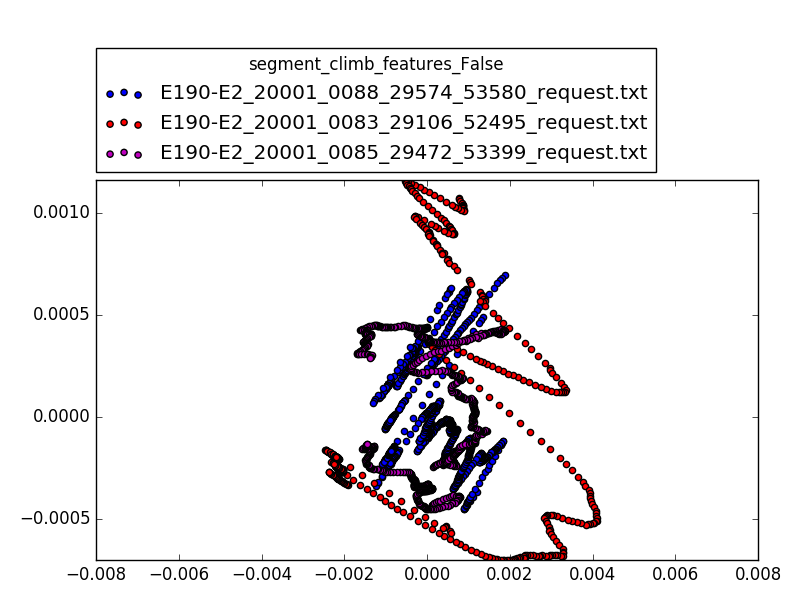 segment_climb_features_False
E190-E2_20001_0088_29574_53580_request.txt
E190-E2_20001_0083_29106_52495_request.txt
E190-E2_20001_0085_29472_53399_request.txt
0.0010
0.0005
0.0000
−0.0005
−0.008 −0.006 −0.004 −0.002 0.000 0.002 0.004 0.006 0.008